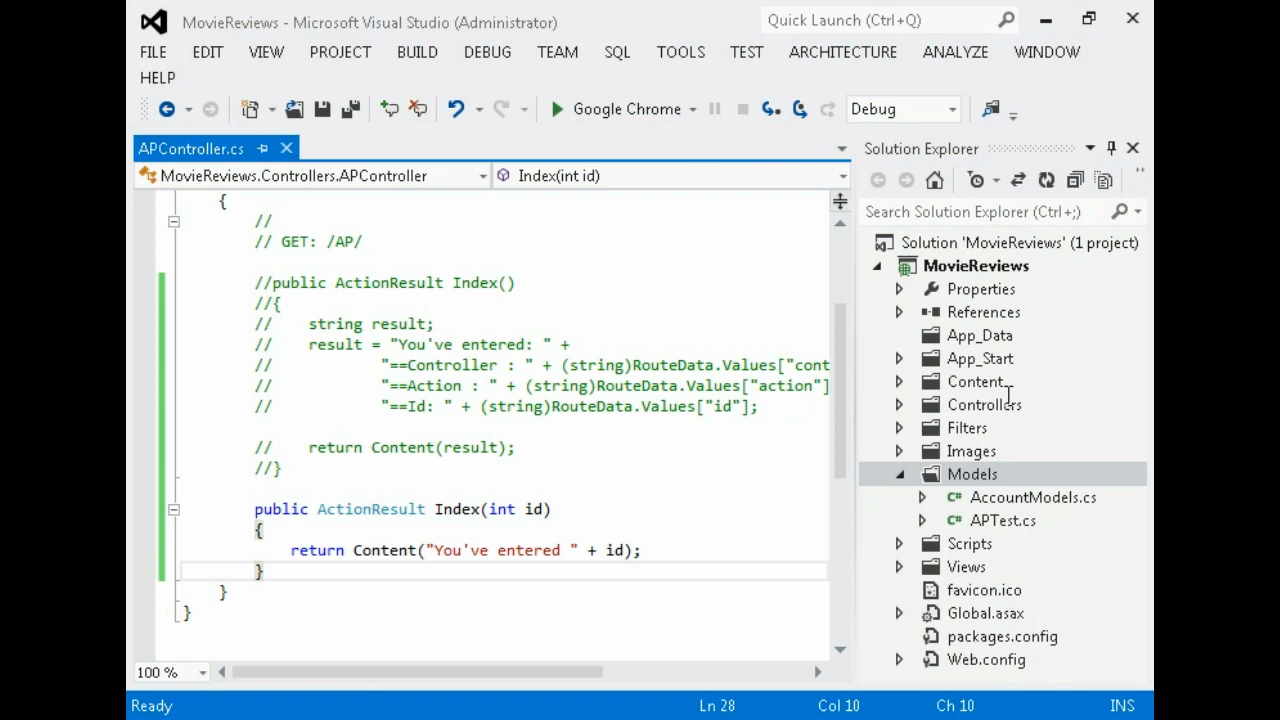 MovieReviews - Microsoft Visual Studio (Administrator)
Quick Launch (Ctrl+Q)
FILE EDIT VIEW PROJECT BUILD DEBUG TEAM SQL TOOLS TEST ARCHITECTURE ANALYZE WINDOW
HELP
Google Chrome
Debug
APController.cs
MovieReviews.Controllers.APController
Index(int id)
{
//
// GET: /AP/
//public ActionResult Index()
//{
//    string result;
//    result = "You've entered: " +
//            "==Controller : " + (string)RouteData.Values["cont
//            "==Action : " + (string)RouteData.Values["action"]
//            "==Id: " + (string)RouteData.Values["id"];
//    return Content(result);
//}
public ActionResult Index(int id)
{
return Content("You've entered " + id);
}
}
}
100 %
Solution Explorer
Search Solution Explorer (Ctrl+;)
Solution 'MovieReviews' (1 project)
MovieReviews
Properties
References
App_Data
App_Start
Content
Controllers
Filters
Images
Models
C# AccountModels.cs
C# APTest.cs
Scripts
Views
favicon.ico
Global.asax
packages.config
Web.config
Ready
Ln 28
Col 10
Ch 10
INS